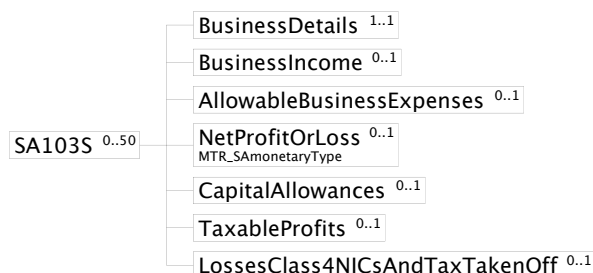 BusinessDetails 1..1
BusinessIncome 0..1
AllowableBusinessExpenses 0..1
SA103S 0..50
NetProfitOrLoss 0..1
MTR_SAmonetaryType
CapitalAllowances 0..1
TaxableProfits 0..1
LossesClass4NICsAndTaxTakenOff 0..1